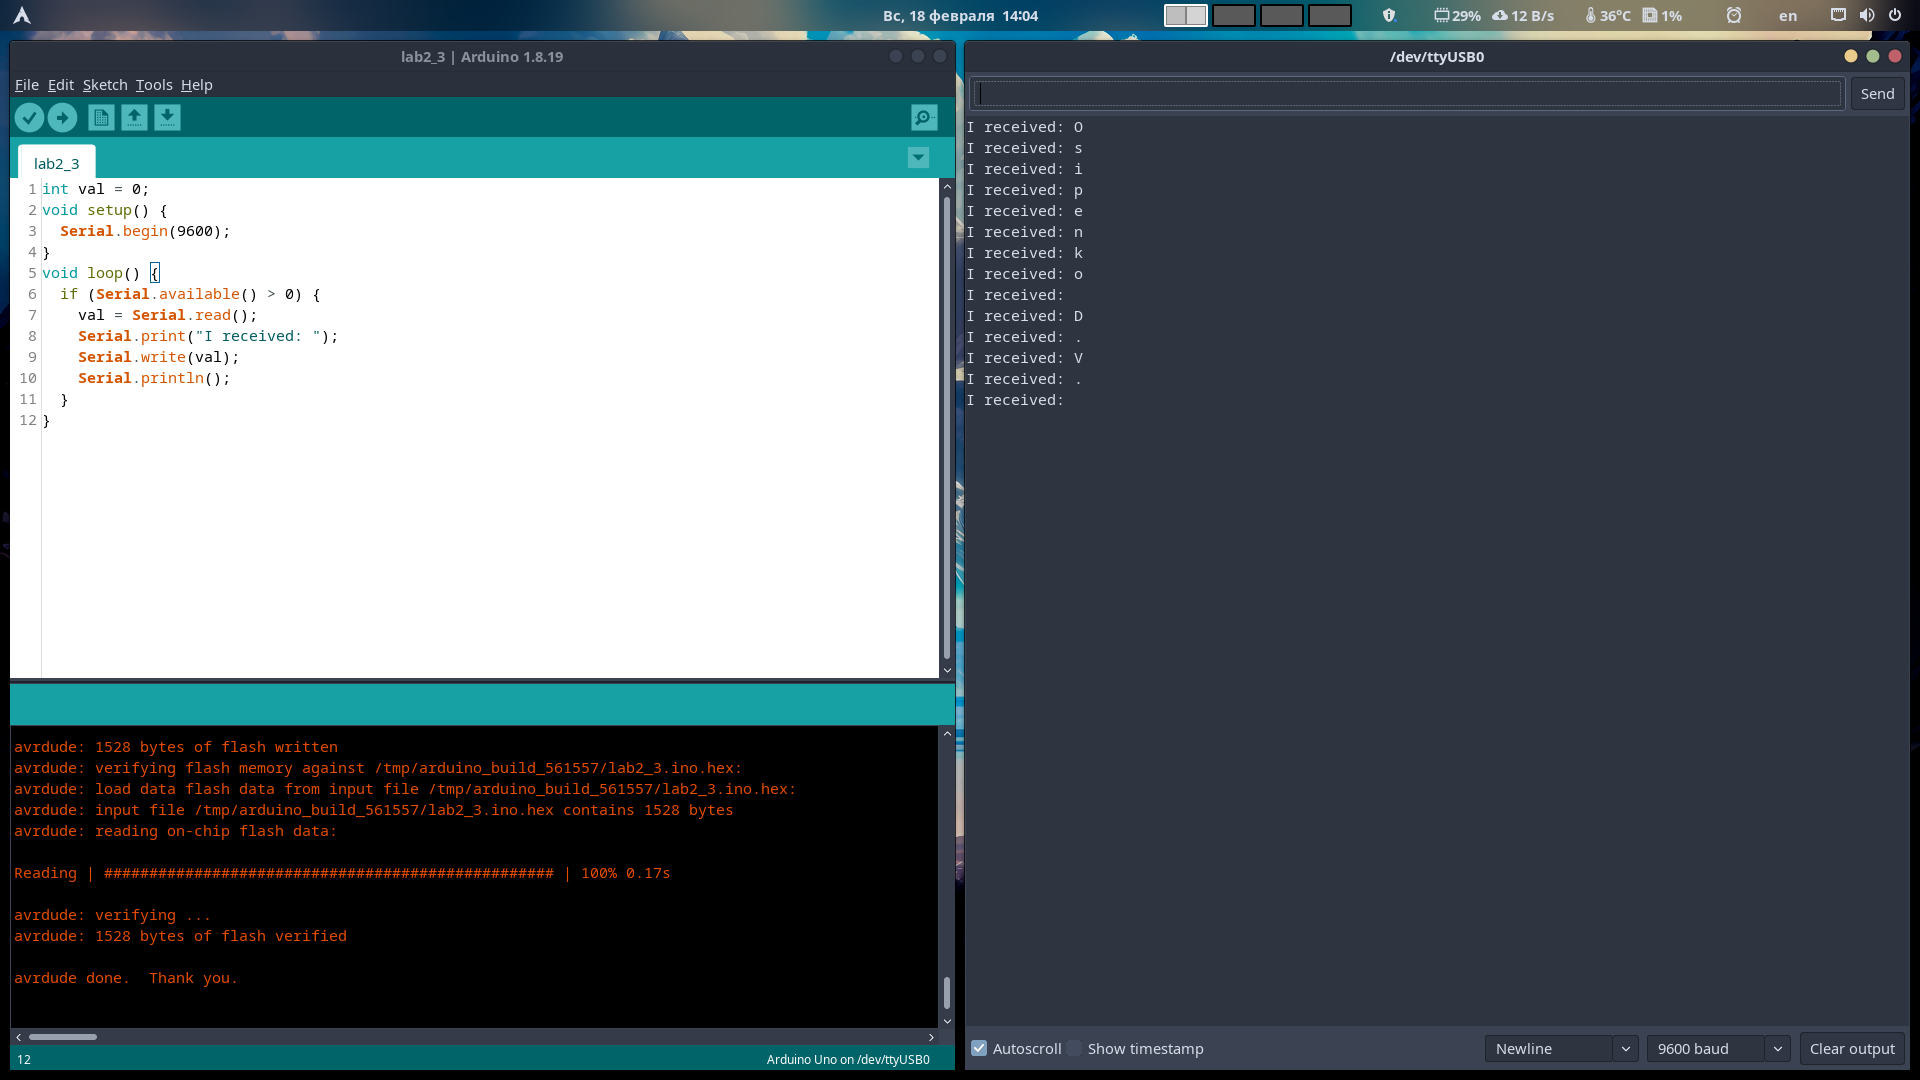 Вс, 18 февраля 14:04
29% 12 B/s 36°C 1% en
lab2_3 | Arduino 1.8.19
File Edit Sketch Tools Help
lab2_3
1 int val = 0;
2 void setup() {
3   Serial.begin(9600);
4 }
5 void loop() {
6   if (Serial.available() > 0) {
7     val = Serial.read();
8     Serial.print("I received: ");
9     Serial.write(val);
10     Serial.println();
11   }
12 }
avrdude: 1528 bytes of flash written
avrdude: verifying flash memory against /tmp/arduino_build_561557/lab2_3.ino.hex:
avrdude: load data flash data from input file /tmp/arduino_build_561557/lab2_3.ino.hex:
avrdude: input file /tmp/arduino_build_561557/lab2_3.ino.hex contains 1528 bytes
avrdude: reading on-chip flash data:
Reading | ################################################## | 100% 0.17s
avrdude: verifying ...
avrdude: 1528 bytes of flash verified
avrdude done.  Thank you.
12 Arduino Uno on /dev/ttyUSB0
/dev/ttyUSB0
Send
I received: O
I received: s
I received: i
I received: p
I received: e
I received: n
I received: k
I received: o
I received:
I received: D
I received: .
I received: V
I received: .
I received:
Autoscroll Show timestamp Newline 9600 baud Clear output